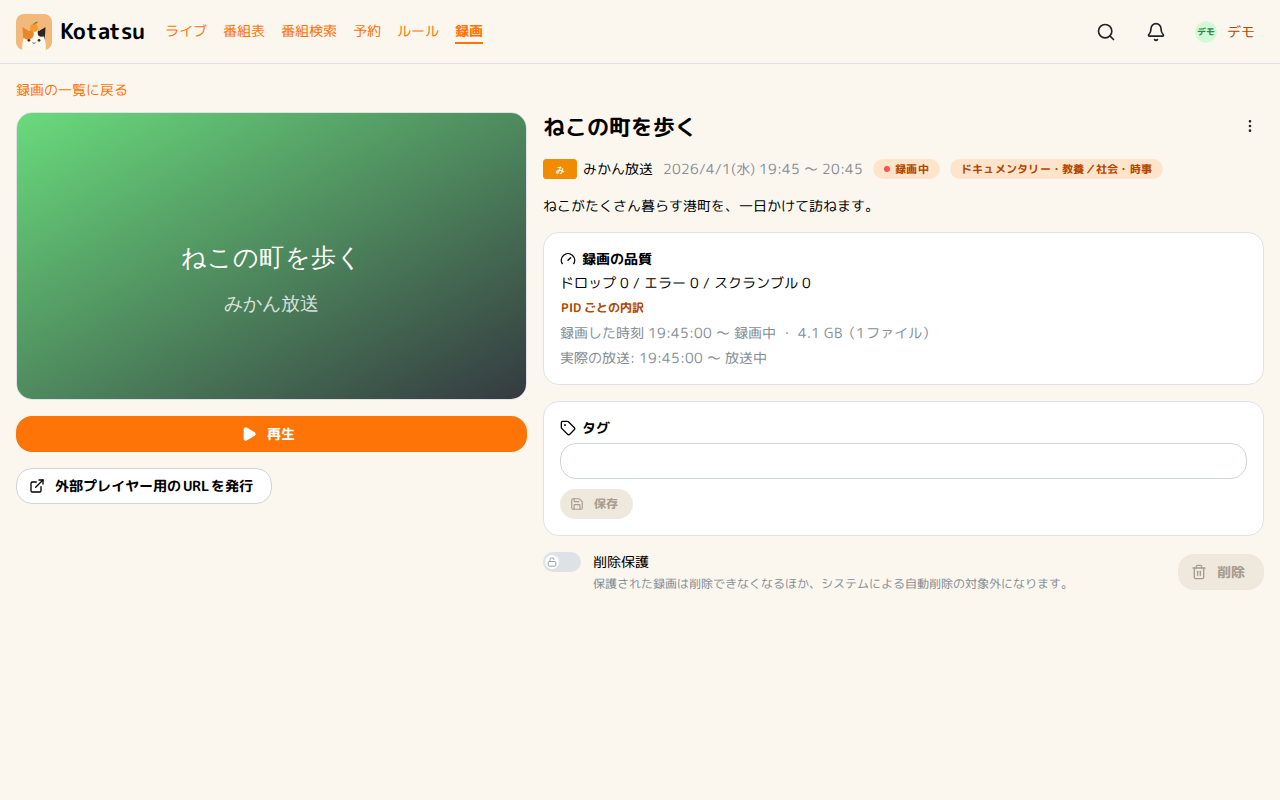 Kotatsu ライブ 番組表 番組検索 予約 ルール 録画 デモ デモ
録画の一覧に戻る
ねこの町を歩く
みかん放送
再生
外部プレイヤー用のURLを発行
ねこの町を歩く
み みかん放送 2026/4/1(水) 19:45 〜 20:45 録画中 ドキュメンタリー・教養／社会・時事
ねこがたくさん暮らす港町を、一日かけて訪ねます。
録画の品質
ドロップ 0 / エラー 0 / スクランブル 0
PID ごとの内訳
録画した時刻 19:45:00 〜 録画中 · 4.1 GB（1ファイル）
実際の放送: 19:45:00 〜 放送中
タグ
保存
削除保護
保護された録画は削除できなくなるほか、システムによる自動削除の対象外になります。
削除